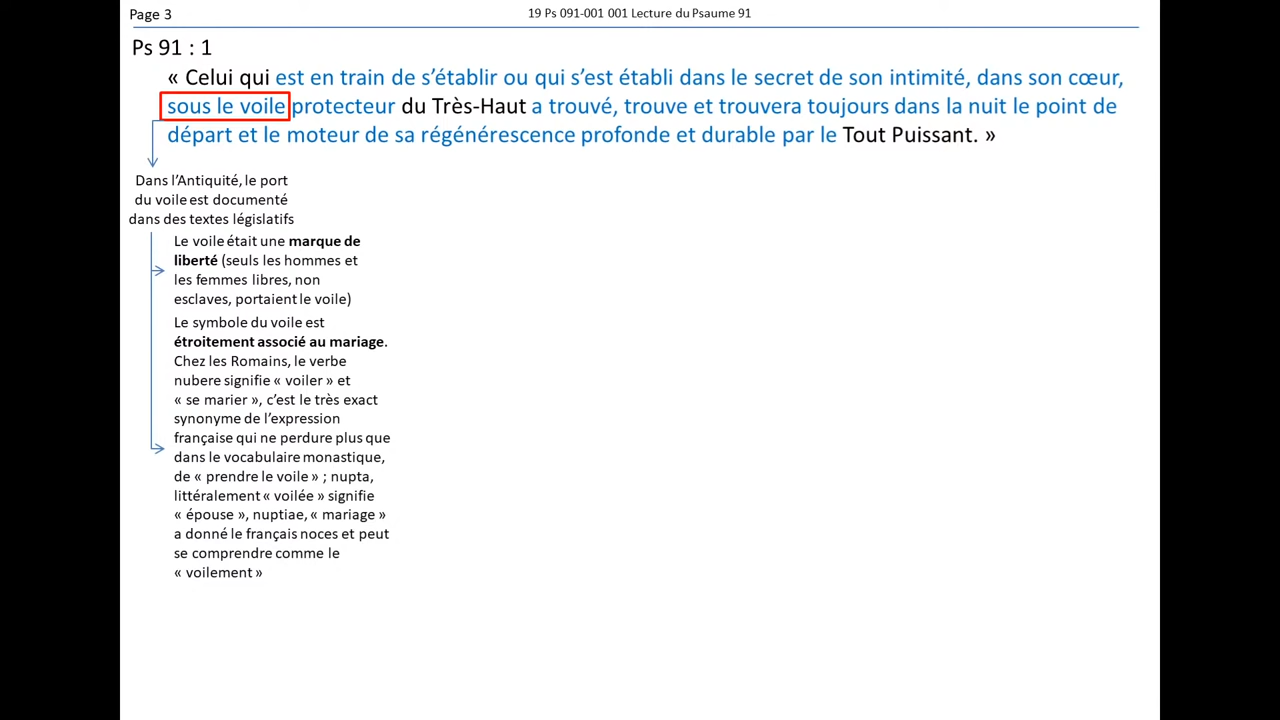 Page 3
19 Ps 091-001 001 Lecture du Psaume 91
Ps 91 : 1
« Celui qui est en train de s’établir ou qui s’est établi dans le secret de son intimité, dans son cœur,
sous le voile protecteur du Très-Haut a trouvé, trouve et trouvera toujours dans la nuit le point de
départ et le moteur de sa régénérescence profonde et durable par le Tout Puissant. »
Dans l’Antiquité, le port
du voile est documenté
dans des textes législatifs
Le voile était une marque de
liberté (seuls les hommes et
les femmes libres, non
esclaves, portaient le voile)
Le symbole du voile est
étroitement associé au mariage.
Chez les Romains, le verbe
nubere signifie « voiler » et
« se marier », c’est le très exact
synonyme de l’expression
française qui ne perdure plus que
dans le vocabulaire monastique,
de « prendre le voile » ; nupta,
littéralement « voilée » signifie
« épouse », nuptiae, « mariage »
a donné le français noces et peut
se comprendre comme le
« voilement »